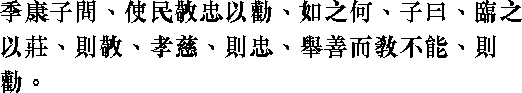 季康子問、使民敬忠以勸、如之何、子曰、臨之
以莊、則敬、孝慈、則忠、舉善而敎不能、則
勸。